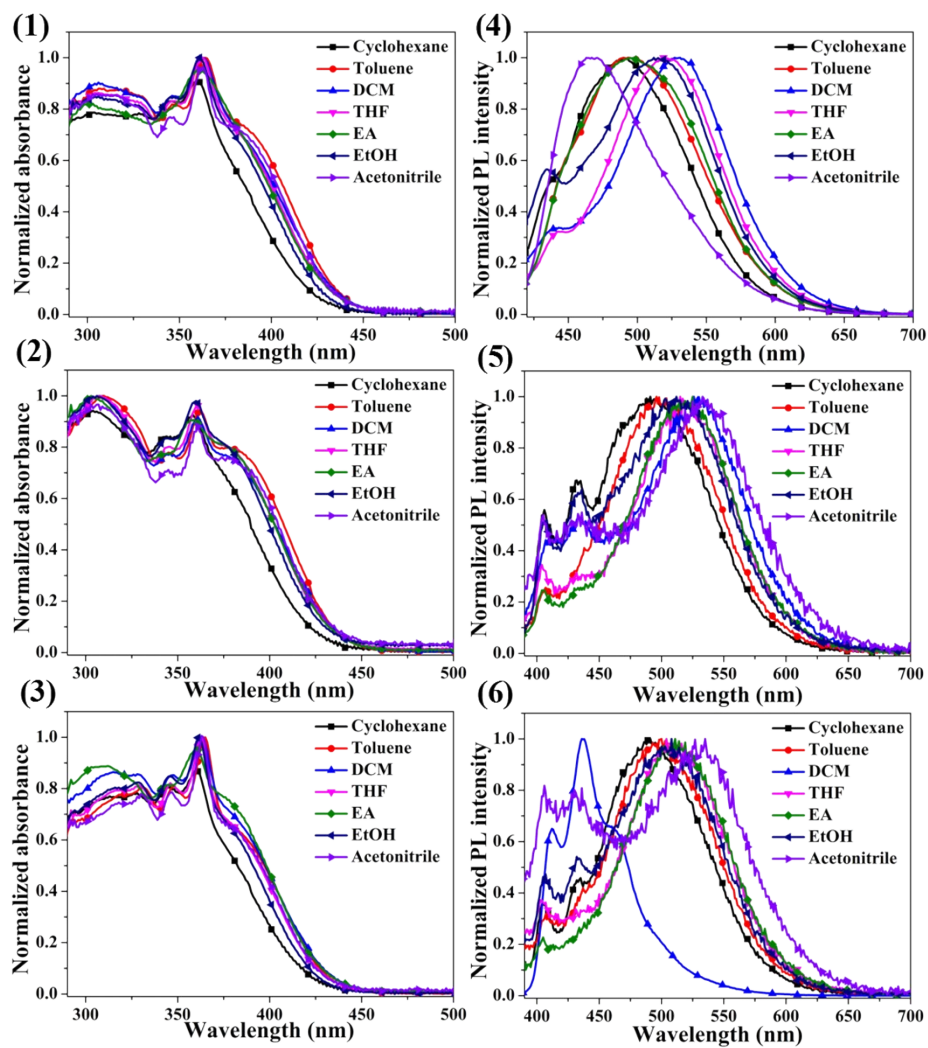 (1)
Normalized absorbance
1.0
0.8
0.6
0.4
0.2
0.0
300 350 400 450 500
Wavelength (nm)
Cyclohexane
Toluene
DCM
THF
EA
EtOH
Acetonitrile
(4)
Normalized PL intensity
1.0
0.8
0.6
0.4
0.2
0.0
450 500 550 600 650 700
Wavelength (nm)
Cyclohexane
Toluene
DCM
THF
EA
EtOH
Acetonitrile
(2)
Normalized absorbance
1.0
0.8
0.6
0.4
0.2
0.0
300 350 400 450 500
Wavelength (nm)
Cyclohexane
Toluene
DCM
THF
EA
EtOH
Acetonitrile
(5)
Normalized PL intensity
1.0
0.8
0.6
0.4
0.2
0.0
400 450 500 550 600 650 700
Wavelength (nm)
Cyclohexane
Toluene
DCM
THF
EA
EtOH
Acetonitrile
(3)
Normalized absorbance
1.0
0.8
0.6
0.4
0.2
0.0
300 350 400 450 500
Wavelength (nm)
Cyclohexane
Toluene
DCM
THF
EA
EtOH
Acetonitrile
(6)
Normalized PL intensity
1.0
0.8
0.6
0.4
0.2
0.0
400 450 500 550 600 650 700
Wavelength (nm)
Cyclohexane
Toluene
DCM
THF
EA
EtOH
Acetonitrile